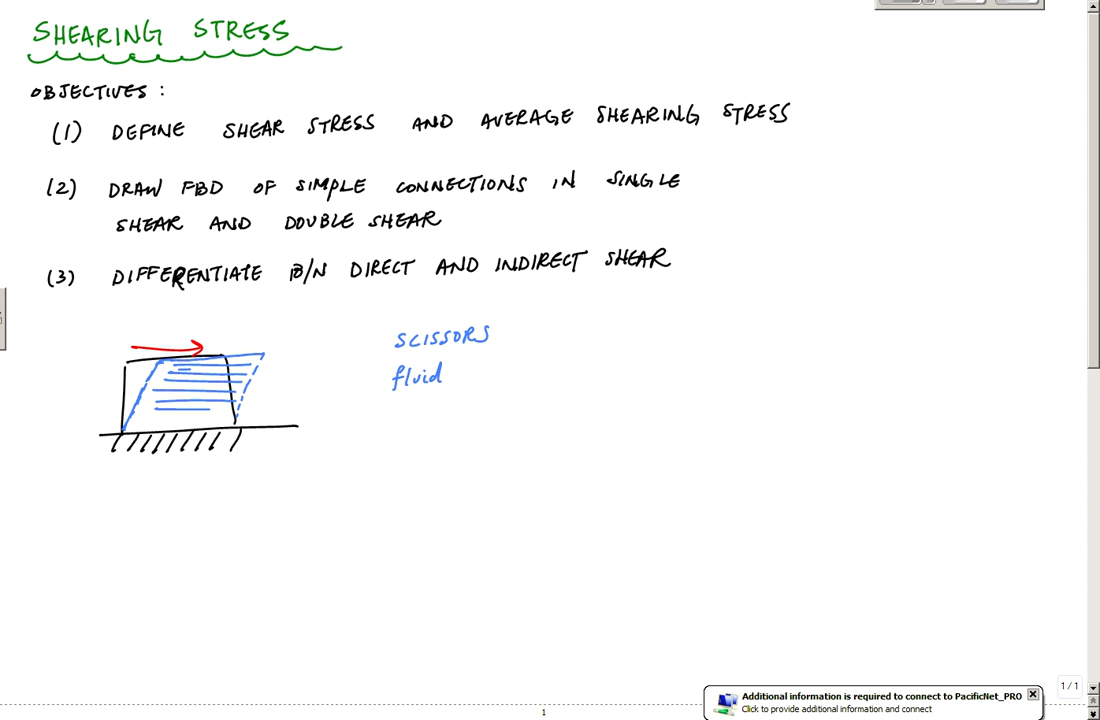 SHEARING STRESS
OBJECTIVES :
(1) DEFINE SHEAR STRESS AND AVERAGE SHEARING STRESS
(2) DRAW FBD OF SIMPLE CONNECTIONS IN SINGLE
SHEAR AND DOUBLE SHEAR
(3) DIFFERENTIATE B/N DIRECT AND INDIRECT SHEAR
SCISSORS
fluid
1 / 1
Additional information is required to connect to PacificNet_PRO
Click to provide additional information and connect
1